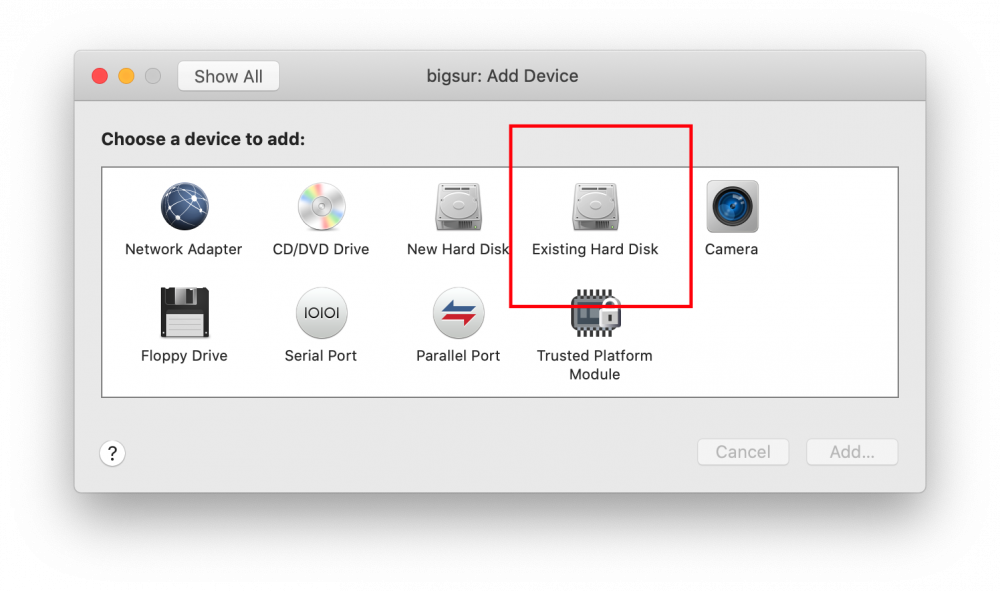 Show All
bigsur: Add Device
Choose a device to add:
Network Adapter
CD/DVD Drive
New Hard Disk
Existing Hard Disk
Camera
Floppy Drive
IOIOI
Serial Port
Parallel Port
Trusted Platform
Module
?
Cancel
Add...